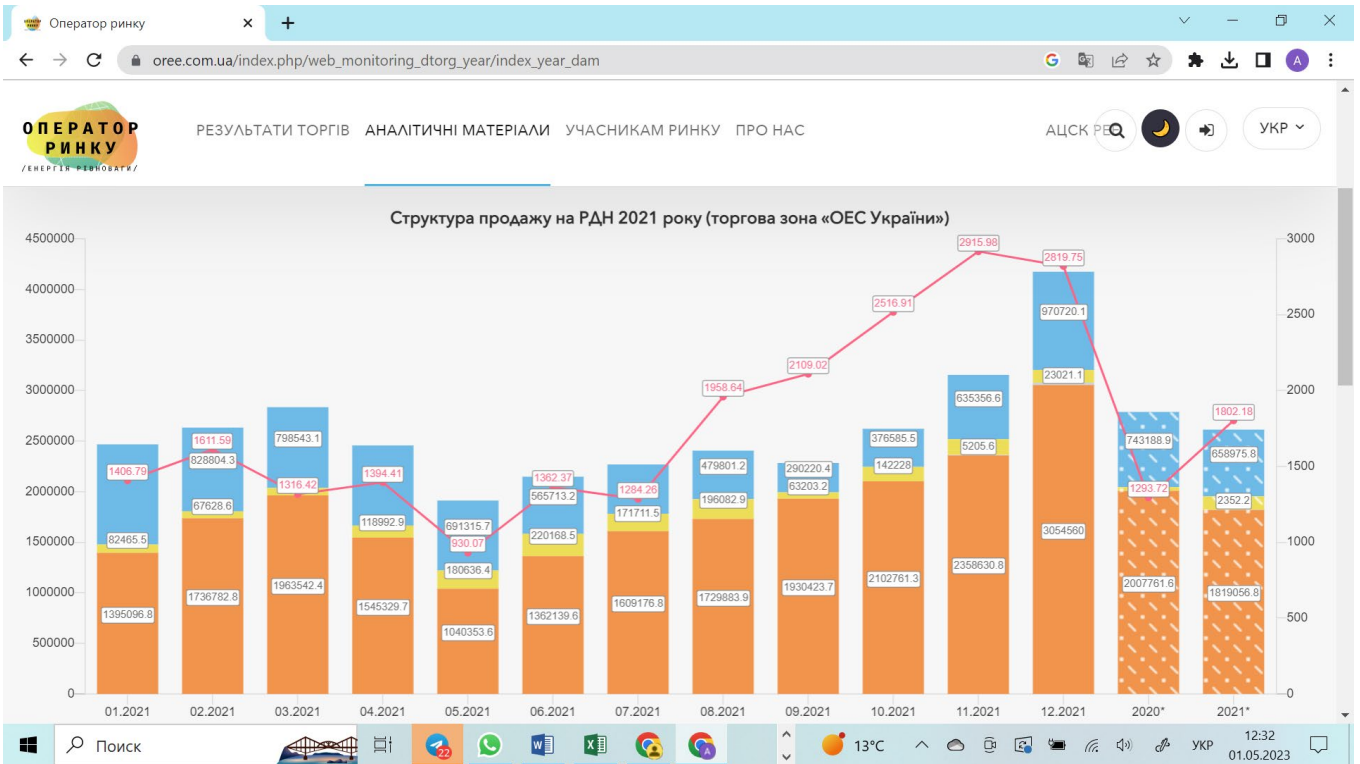 Оператор ринку
oree.com.ua/index.php/web_monitoring_dtorg_year/index_year_dam
G
A
ОПЕРАТОР
РИНКУ
/ЕНЕРГІЯ РІВНОВАГИ/
РЕЗУЛЬТАТИ ТОРГІВ АНАЛІТИЧНІ МАТЕРІАЛИ УЧАСНИКАМ РИНКУ ПРО НАС
АЦСК УКР
Структура продажу на РДН 2021 року (торгова зона «ОЕС України»)
4500000 2915.98 3000
2819.75
4000000
970720.1 2500
2516.91
3500000
2109.02 23021.1
3000000 1958.64 635356.6 2000
1802.18
798543.1 376585.5 743188.9
2500000 1611.59 5205.6
828804.3 479801.2 290220.4 142228 658975.8
1406.79 1394.41 1362.37 1500
1316.42 565713.2 1284.26 63203.2 1293.72
2000000 2352.2
67628.6 171711.5 196082.9
118992.9 691315.7 3054560
1500000 82465.5 220168.5 1000
930.07
180636.4 2358630.8
1963542.4 2102761.3 2007761.6
1000000 1736782.8 1729883.9 1930423.7
1395096.8 1545329.7 1362139.6 1609176.8 1819056.8
500
1040353.6
500000
0 0
01.2021 02.2021 03.2021 04.2021 05.2021 06.2021 07.2021 08.2021 09.2021 10.2021 11.2021 12.2021 2020* 2021*
Поиск 22 13°C УКР 12:32
01.05.2023